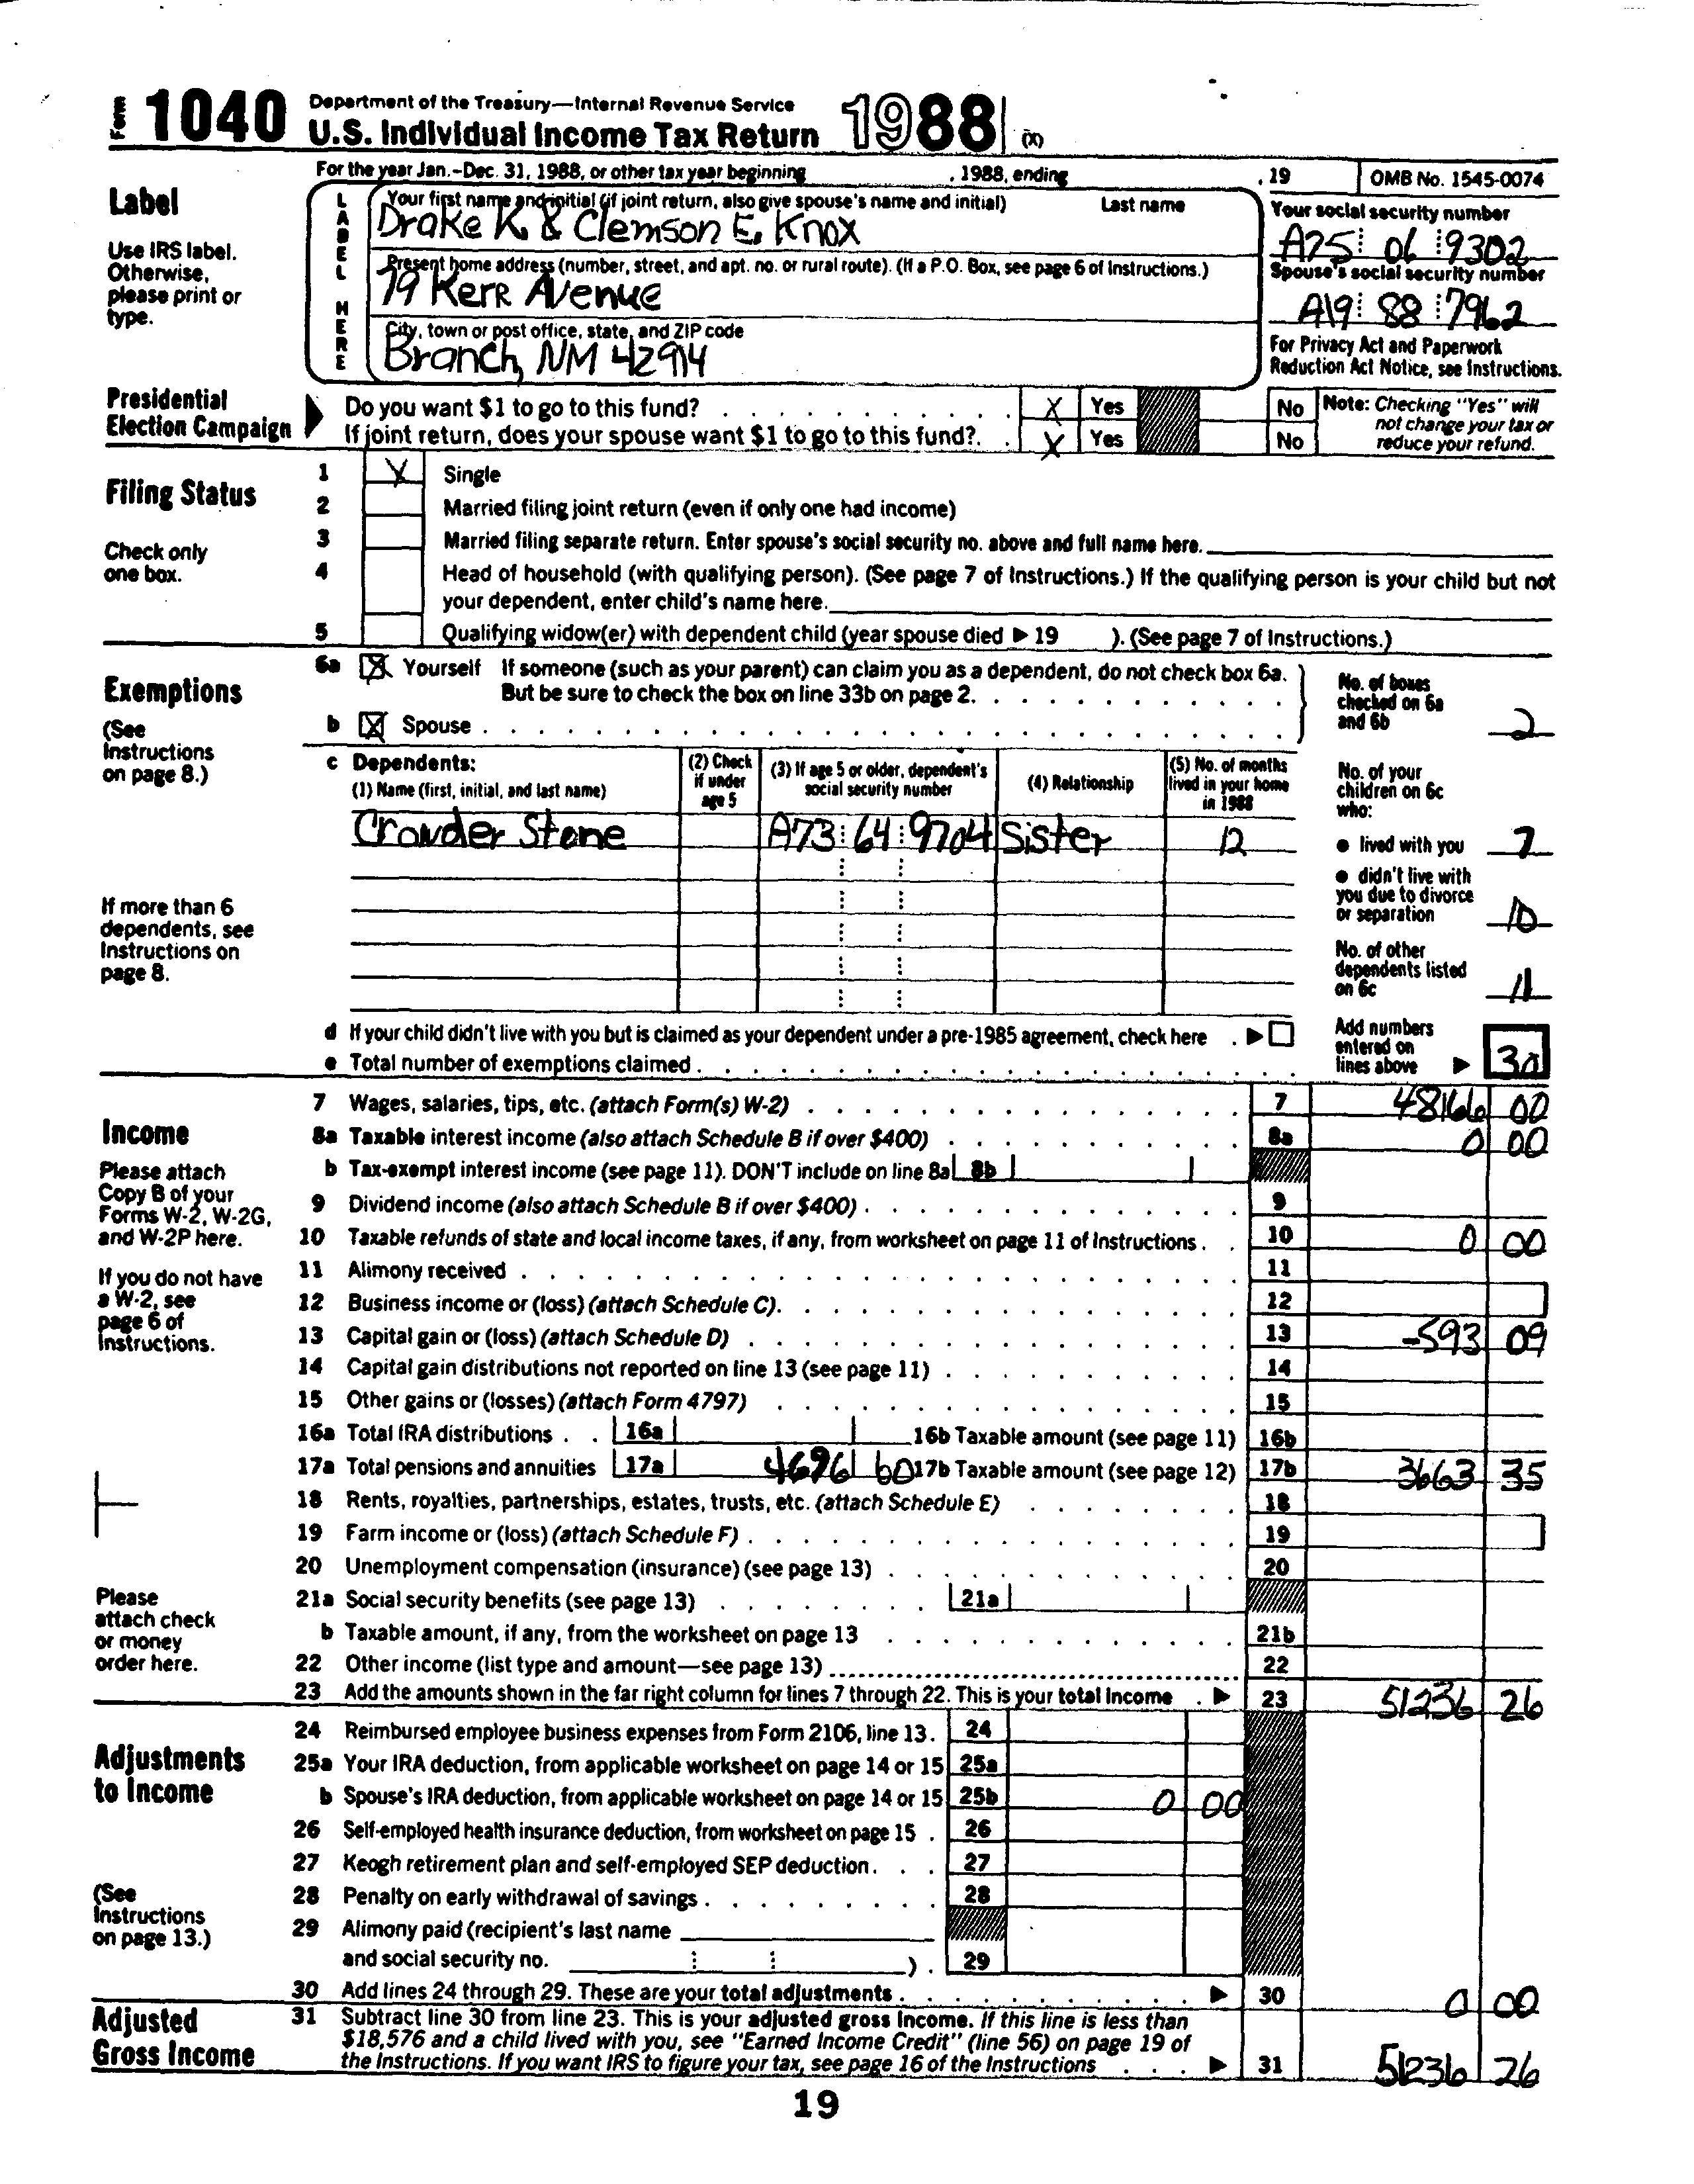 Form 1040 Department of the Treasury—Internal Revenue Service
U.S. Individual Income Tax Return 1988 (X)
For the year Jan.–Dec. 31, 1988, or other tax year beginning , 1988, ending , 19 OMB No. 1545-0074
Label
Use IRS label.
Otherwise,
please print or
type.
LABEL HERE
Your first name and initial (if joint return, also give spouse's name and initial) Last name
Drake K. & Clemson E. Knox
Present home address (number, street, and apt. no. or rural route). (If a P.O. Box, see page 6 of Instructions.)
79 Kerr Avenue
City, town or post office, state, and ZIP code
Branch, NM 42914
Your social security number
A75 06 9302
Spouse's social security number
A19 88 7962
For Privacy Act and Paperwork
Reduction Act Notice, see Instructions.
Presidential
Election Campaign
Do you want $1 to go to this fund? X Yes No
If joint return, does your spouse want $1 to go to this fund? X Yes No
Note: Checking "Yes" will
not change your tax or
reduce your refund.
Filing Status
Check only
one box.
1 X Single
2 Married filing joint return (even if only one had income)
3 Married filing separate return. Enter spouse's social security no. above and full name here.
4 Head of household (with qualifying person). (See page 7 of Instructions.) If the qualifying person is your child but not
your dependent, enter child's name here.
5 Qualifying widow(er) with dependent child (year spouse died ▶ 19 ). (See page 7 of Instructions.)
Exemptions
(See
Instructions
on page 8.)
6a X Yourself If someone (such as your parent) can claim you as a dependent, do not check box 6a.
But be sure to check the box on line 33b on page 2.
b X Spouse
No. of boxes
checked on 6a
and 6b 2
c Dependents:
(1) Name (first, initial, and last name)
(2) Check
if under
age 5
(3) If age 5 or older, dependent's
social security number
(4) Relationship
(5) No. of months
lived in your home
in 1988
Crowder Stone A73 64 9704 Sister 12
If more than 6
dependents, see
Instructions on
page 8.
No. of your
children on 6c
who:
● lived with you 7
● didn't live with
you due to divorce
or separation 10
No. of other
dependents listed
on 6c 11
d If your child didn't live with you but is claimed as your dependent under a pre-1985 agreement, check here ▶
e Total number of exemptions claimed
Add numbers
entered on
lines above ▶ 30
Income
Please attach
Copy B of your
Forms W-2, W-2G,
and W-2P here.
If you do not have
a W-2, see
page 6 of
Instructions.
Please
attach check
or money
order here.
7 Wages, salaries, tips, etc. (attach Form(s) W-2) 7 48166 00
8a Taxable interest income (also attach Schedule B if over $400) 8a 0 00
b Tax-exempt interest income (see page 11). DON'T include on line 8a 8b
9 Dividend income (also attach Schedule B if over $400) 9
10 Taxable refunds of state and local income taxes, if any, from worksheet on page 11 of Instructions 10 0 00
11 Alimony received 11
12 Business income or (loss) (attach Schedule C) 12
13 Capital gain or (loss) (attach Schedule D) 13 -593 09
14 Capital gain distributions not reported on line 13 (see page 11) 14
15 Other gains or (losses) (attach Form 4797) 15
16a Total IRA distributions 16a 16b Taxable amount (see page 11) 16b
17a Total pensions and annuities 17a 4696 60 17b Taxable amount (see page 12) 17b 3663 35
18 Rents, royalties, partnerships, estates, trusts, etc. (attach Schedule E) 18
19 Farm income or (loss) (attach Schedule F) 19
20 Unemployment compensation (insurance) (see page 13) 20
21a Social security benefits (see page 13) 21a
b Taxable amount, if any, from the worksheet on page 13 21b
22 Other income (list type and amount—see page 13) 22
23 Add the amounts shown in the far right column for lines 7 through 22. This is your total income ▶ 23 51236 26
Adjustments
to Income
(See
Instructions
on page 13.)
24 Reimbursed employee business expenses from Form 2106, line 13. 24
25a Your IRA deduction, from applicable worksheet on page 14 or 15 25a
b Spouse's IRA deduction, from applicable worksheet on page 14 or 15 25b 0 00
26 Self-employed health insurance deduction, from worksheet on page 15 26
27 Keogh retirement plan and self-employed SEP deduction 27
28 Penalty on early withdrawal of savings 28
29 Alimony paid (recipient's last name
and social security no. ) 29
30 Add lines 24 through 29. These are your total adjustments ▶ 30 0 00
Adjusted
Gross Income
31 Subtract line 30 from line 23. This is your adjusted gross income. If this line is less than
$18,576 and a child lived with you, see "Earned Income Credit" (line 56) on page 19 of
the Instructions. If you want IRS to figure your tax, see page 16 of the Instructions ▶ 31 51236 26
19